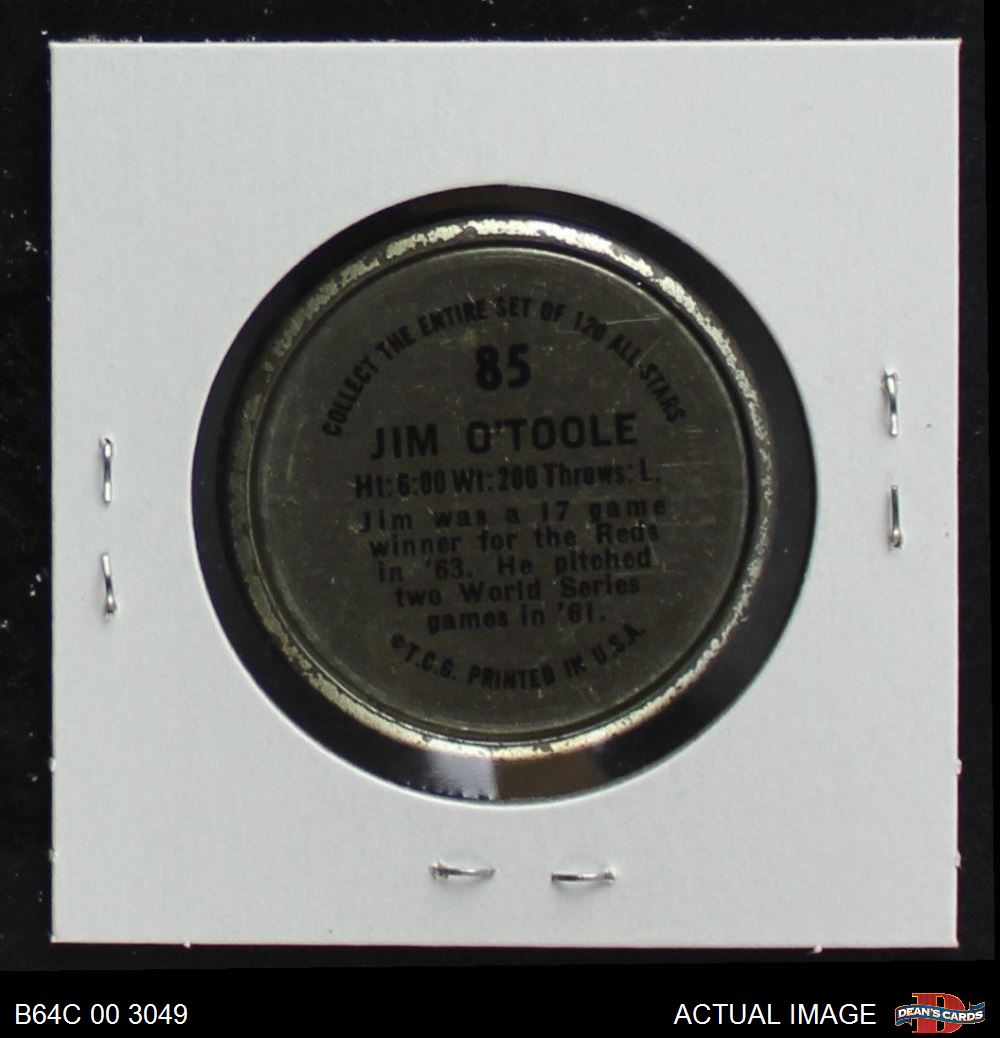 COLLECT THE ENTIRE SET OF 120 ALL-STARS
85
JIM O'TOOLE
Ht: 6:00 Wt: 200 Throws: L.
Jim was a 17 game
winner for the Reds
in '63. He pitched
two World Series
games in '61.
©T.C.G. PRINTED IN U.S.A.
B64C 00 3049
ACTUAL IMAGE
DEAN'S CARDS